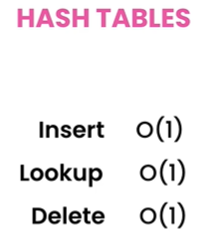 HASH TABLES
Insert O(1)
Lookup O(1)
Delete O(1)